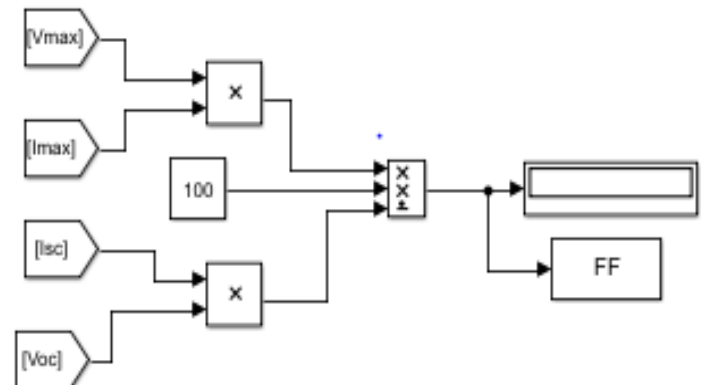 [Vmax]
×
[Imax]
100
×
×
÷
[Isc]
×
[Voc]
FF